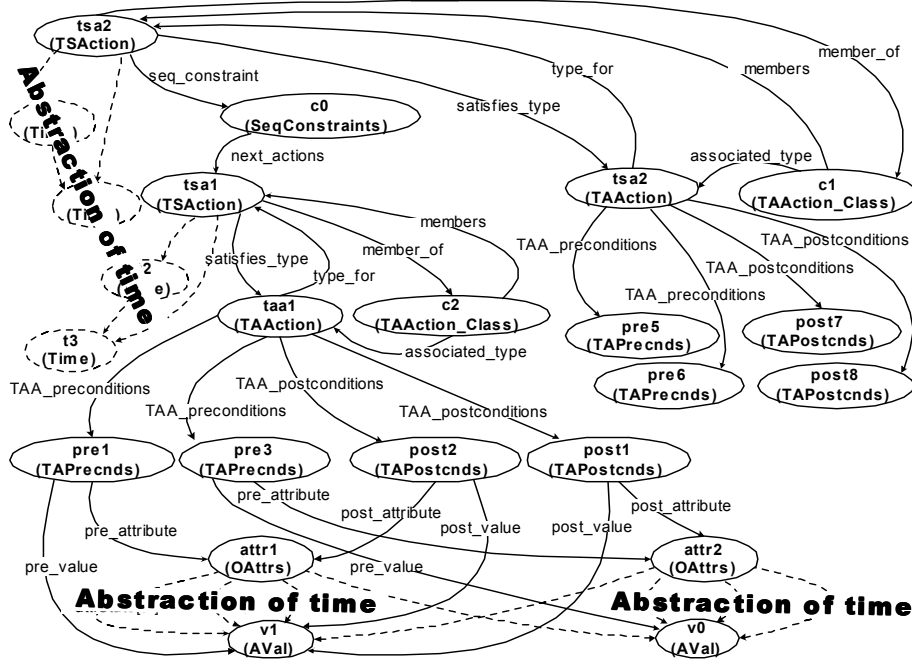 tsa2
(TSAction)
member_of
members
type_for
seq_constraint
satisfies_type
c0
(SeqConstraints)
Abstraction of time
next_actions
associated_type
tsa1
(TSAction)
tsa2
(TAAction)
c1
(TAAction_Class)
members
member_of
TAA_preconditions
TAA_postconditions
TAA_postconditions
satisfies_type
type_for
TAA_preconditions
taa1
(TAAction)
c2
(TAAction_Class)
pre5
(TAPrecnds)
post7
(TAPostcnds)
t3
(Time)
associated_type
pre6
(TAPrecnds)
post8
(TAPostcnds)
TAA_preconditions
TAA_preconditions
TAA_postconditions
TAA_postconditions
pre1
(TAPrecnds)
pre3
(TAPrecnds)
post2
(TAPostcnds)
post1
(TAPostcnds)
pre_attribute
post_attribute
post_attribute
pre_attribute
post_value
post_value
attr1
(OAttrs)
attr2
(OAttrs)
pre_value
pre_value
Abstraction of time
Abstraction of time
v1
(AVal)
v0
(AVal)